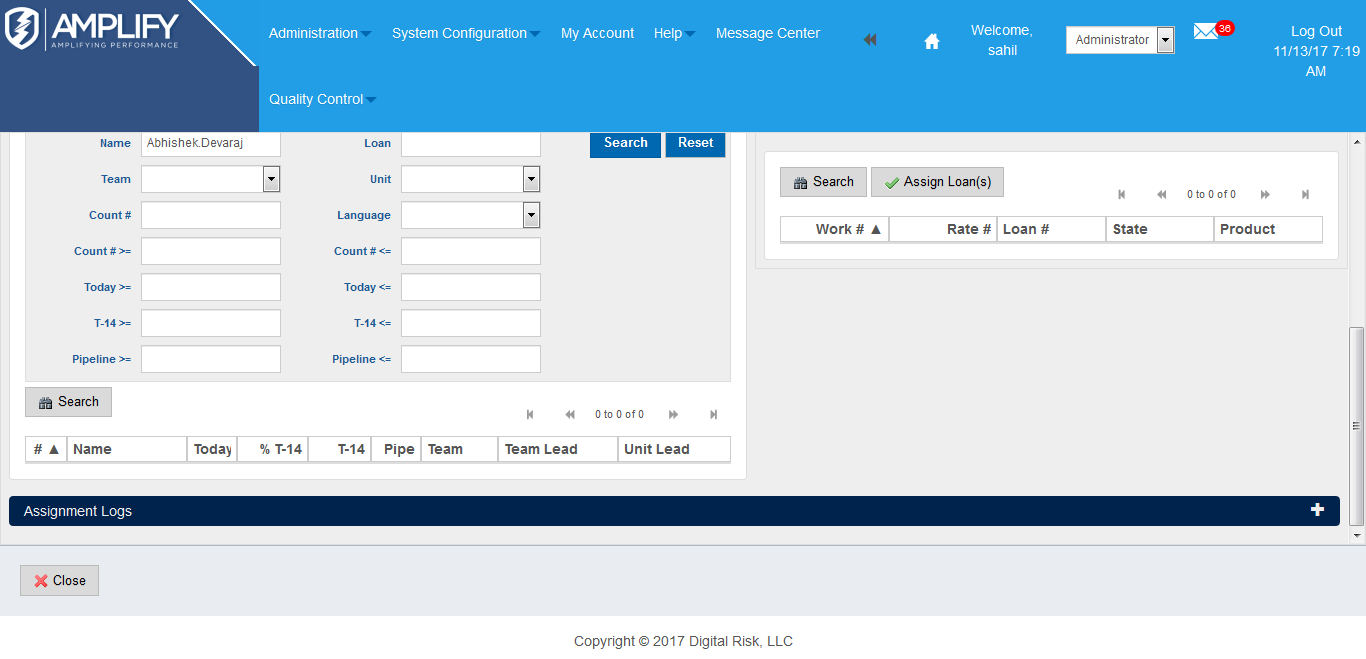 AMPLIFY
AMPLIFYING PERFORMANCE
Administration
System Configuration
My Account
Help
Message Center
Quality Control
Welcome,
sahil
Administrator
36
Log Out
11/13/17 7:19
AM
Name Abhishek.Devaraj Loan Search Reset
Team Unit
Count # Language
Count # >= Count # <=
Today >= Today <=
T-14 >= T-14 <=
Pipeline >= Pipeline <=
Search
0 to 0 of 0
# ▲ Name Today % T-14 T-14 Pipe Team Team Lead Unit Lead
Search Assign Loan(s)
0 to 0 of 0
Work # ▲ Rate # Loan # State Product
Assignment Logs
Close
Copyright © 2017 Digital Risk, LLC